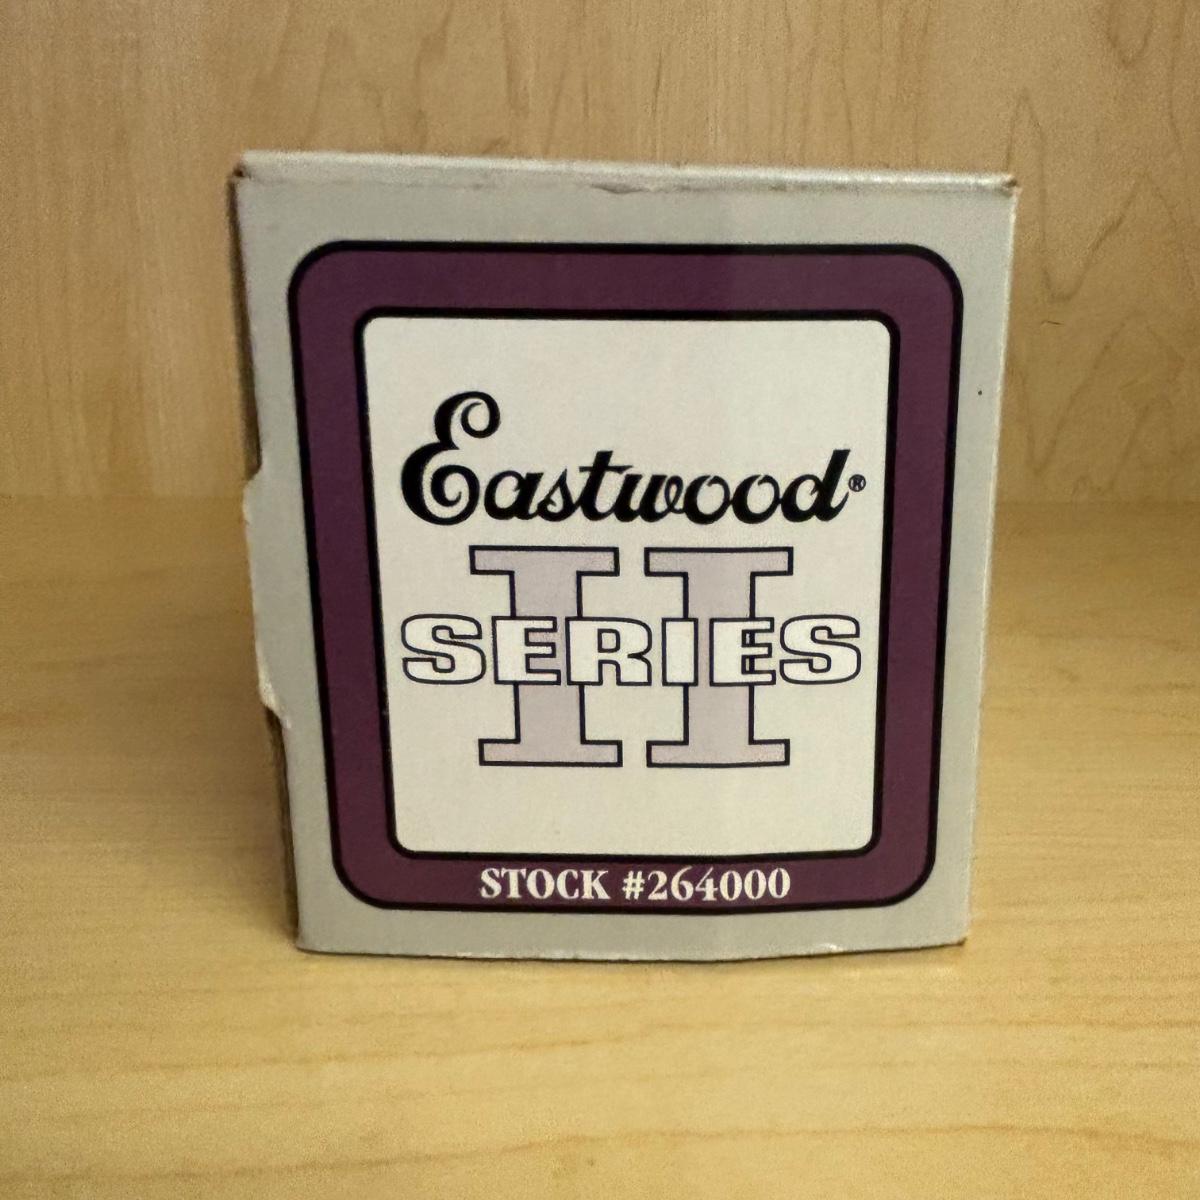 Eastwood®
II
SERIES
STOCK #264000